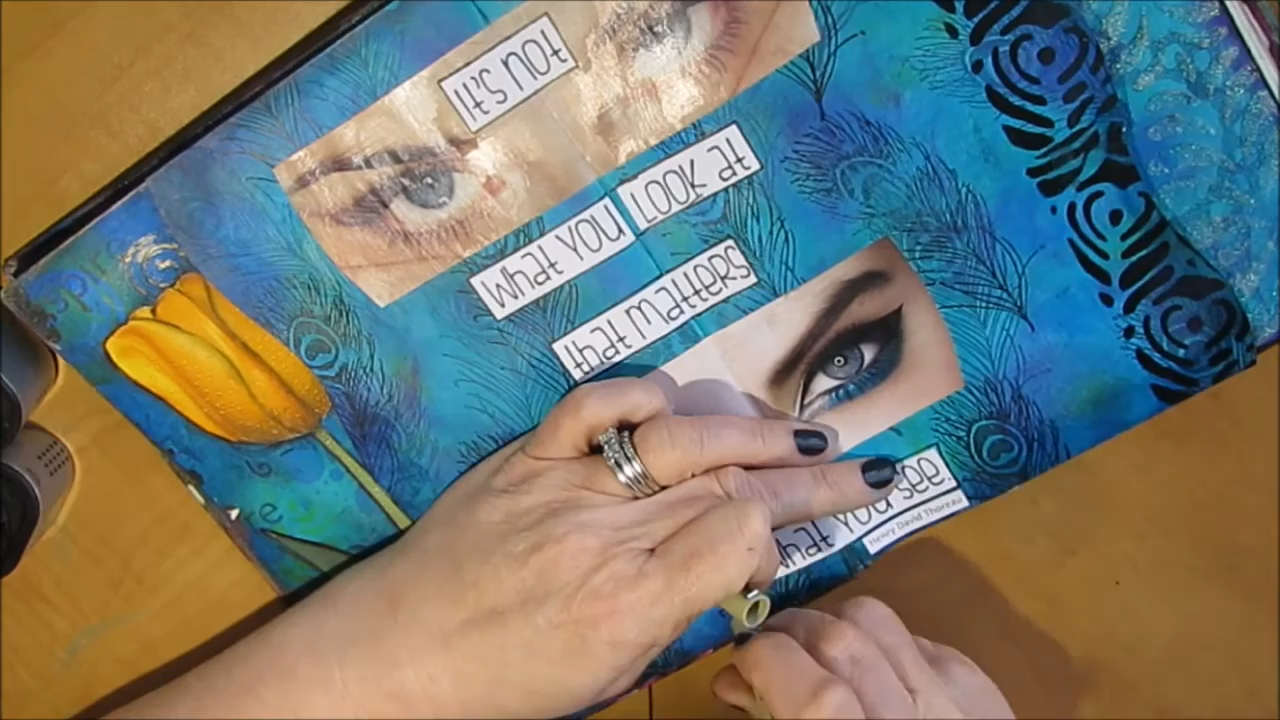 It's not
what you
look at
that matters
what you see.
Henry David Thoreau